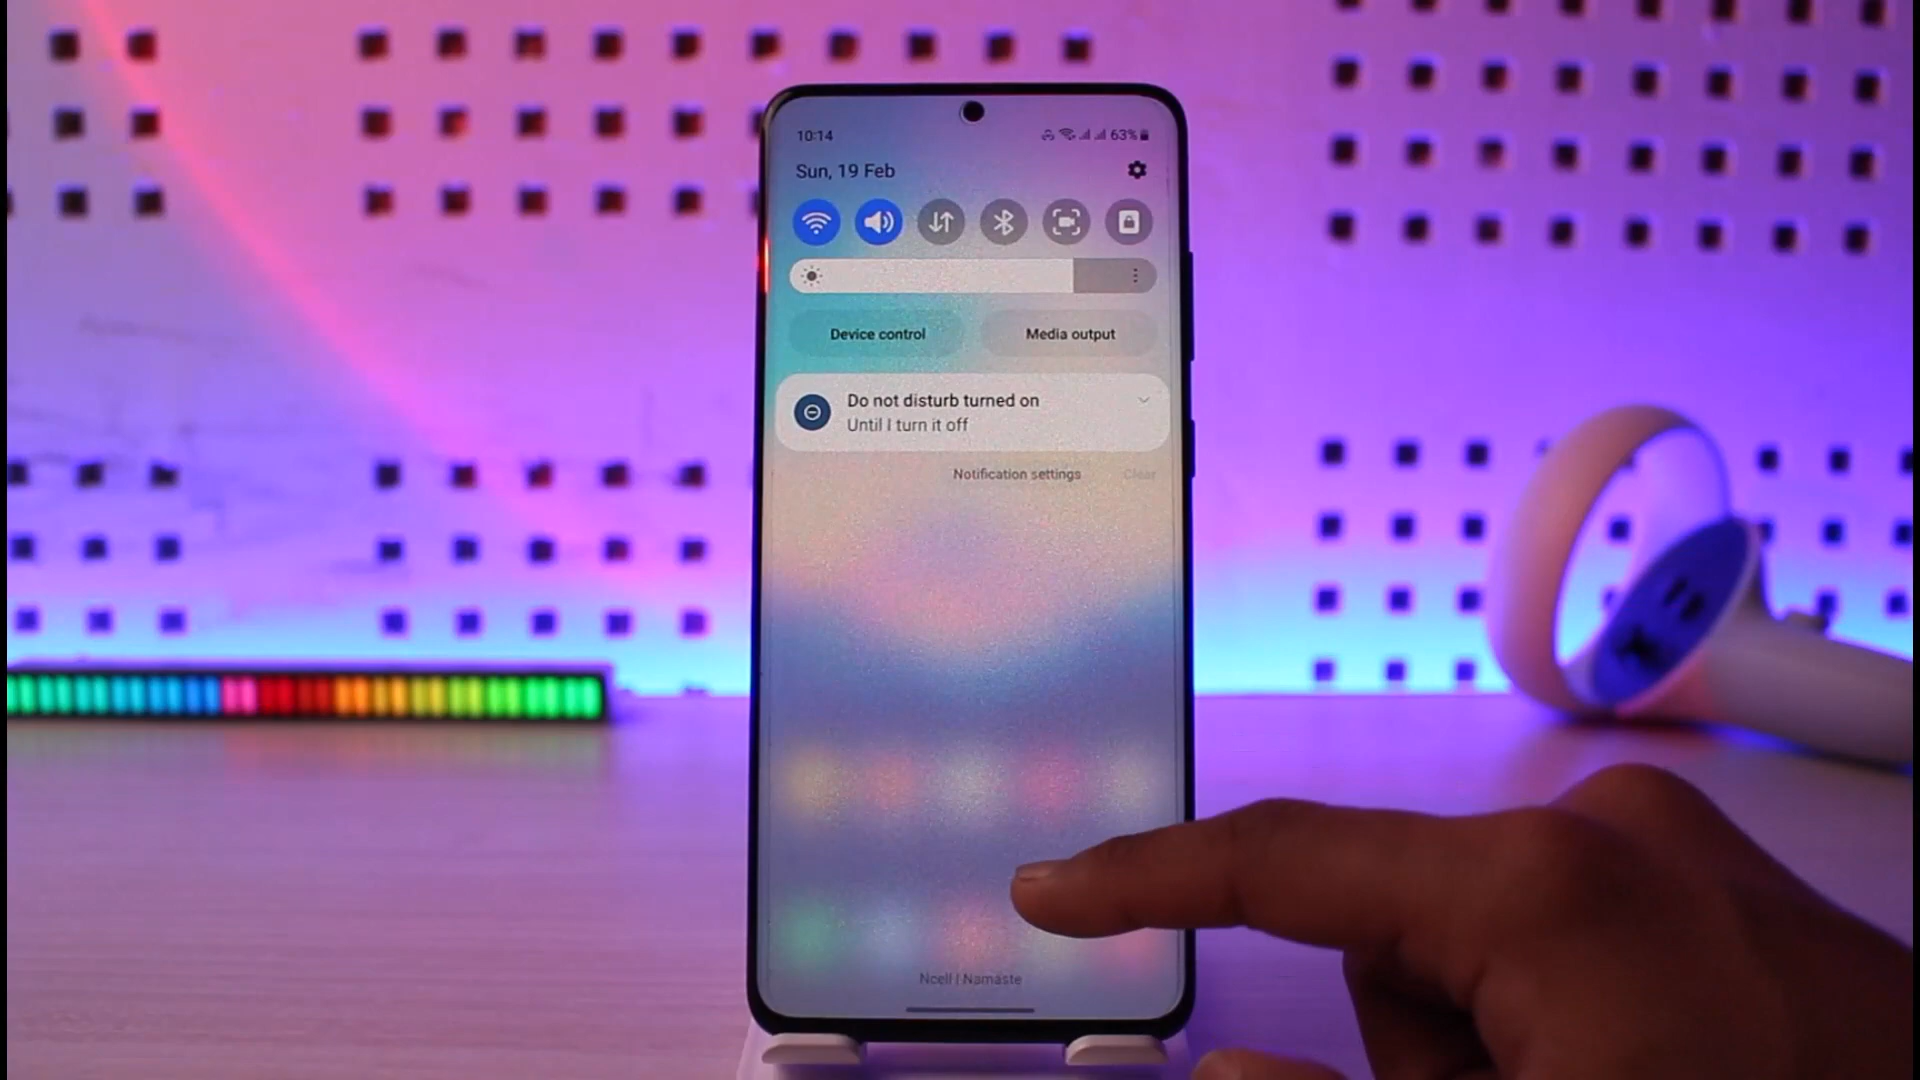 10:14
63%
Sun, 19 Feb
Device control
Media output
Do not disturb turned on
Until I turn it off
Notification settings
Clear
Ncell | Namaste